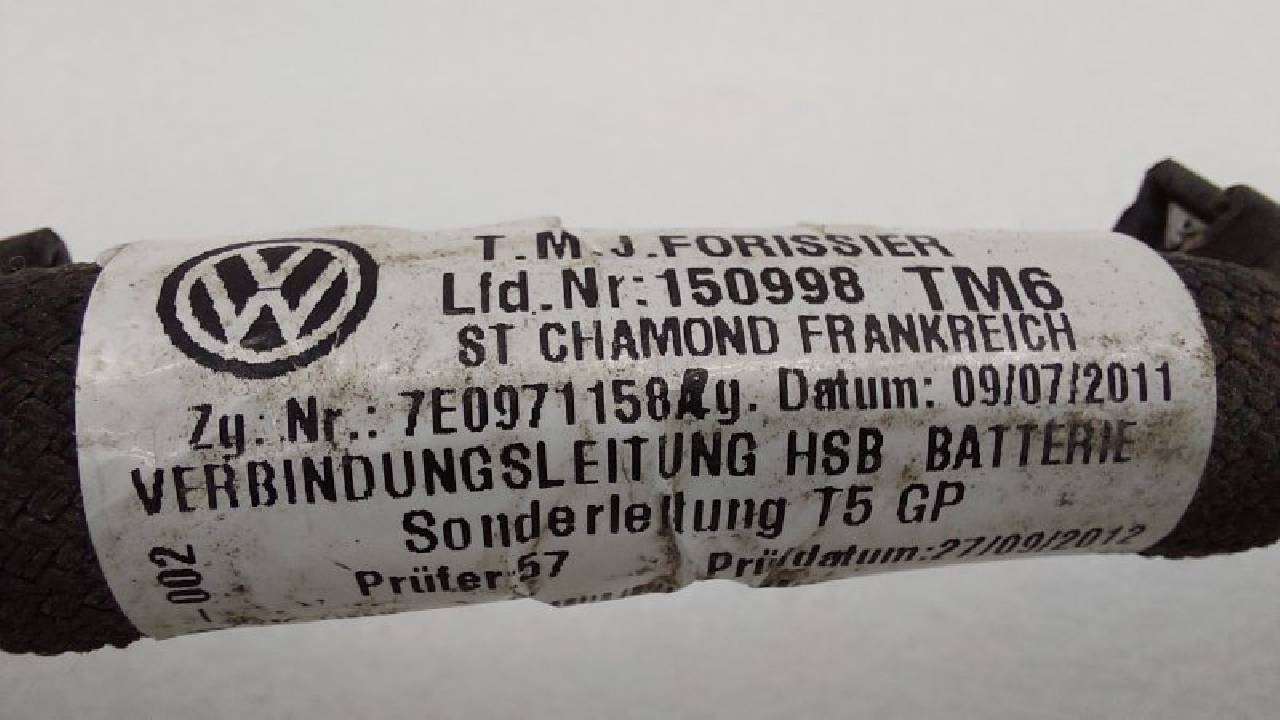 T.M.J.FORISSIER
Lfd.Nr:150998 TM6
ST CHAMOND FRANKREICH
Zg: Nr.: 7E0971158 Zg. Datum: 09/07/2011
VERBINDUNGSLEITUNG HSB BATTERIE
Sonderleitung T5 GP
Prüfer:57 Prüfdatum:27/09/2012
-002